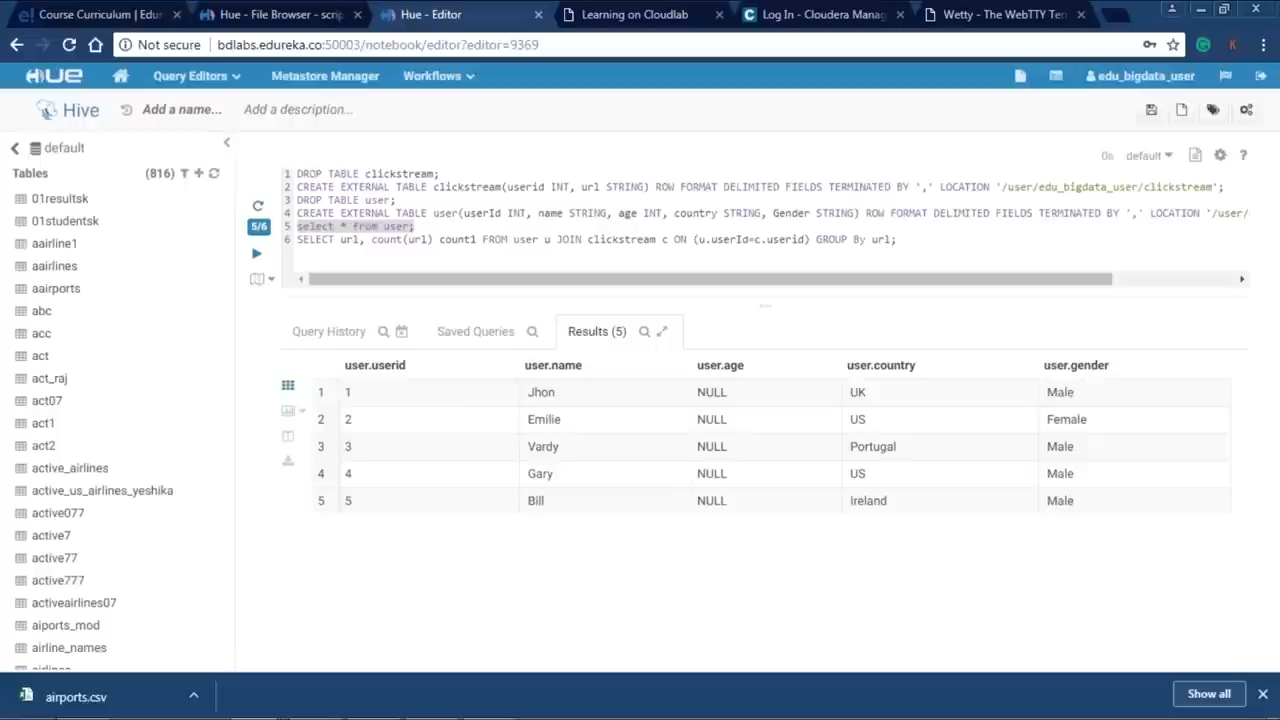 Course Curriculum | Edur
Hue - File Browser - scrip
Hue - Editor
Learning on Cloudlab
Log In - Cloudera Manag
Wetty - The WebTTY Ter
Not secure
bdlabs.edureka.co:50003/notebook/editor?editor=9369
HUE
Query Editors
Metastore Manager
Workflows
edu_bigdata_user
Hive
Add a name...
Add a description...
default
Tables
(816)
01resultsk
01studentsk
aairline1
aairlines
aairports
abc
acc
act
act_raj
act07
act1
act2
active_airlines
active_us_airlines_yeshika
active077
active7
active77
active777
activeairlines07
aiports_mod
airline_names
airlines
0s default ?
5/6
1 DROP TABLE clickstream;
2 CREATE EXTERNAL TABLE clickstream(userid INT, url STRING) ROW FORMAT DELIMITED FIELDS TERMINATED BY ',' LOCATION '/user/edu_bigdata_user/clickstream';
3 DROP TABLE user;
4 CREATE EXTERNAL TABLE user(userId INT, name STRING, age INT, country STRING, Gender STRING) ROW FORMAT DELIMITED FIELDS TERMINATED BY ',' LOCATION '/user/
5 select * from user;
6 SELECT url, count(url) count1 FROM user u JOIN clickstream c ON (u.userId=c.userid) GROUP By url;
Query History
Saved Queries
Results (5)
user.userid user.name user.age user.country user.gender
1 1 Jhon NULL UK Male
2 2 Emilie NULL US Female
3 3 Vardy NULL Portugal Male
4 4 Gary NULL US Male
5 5 Bill NULL Ireland Male
airports.csv
Show all